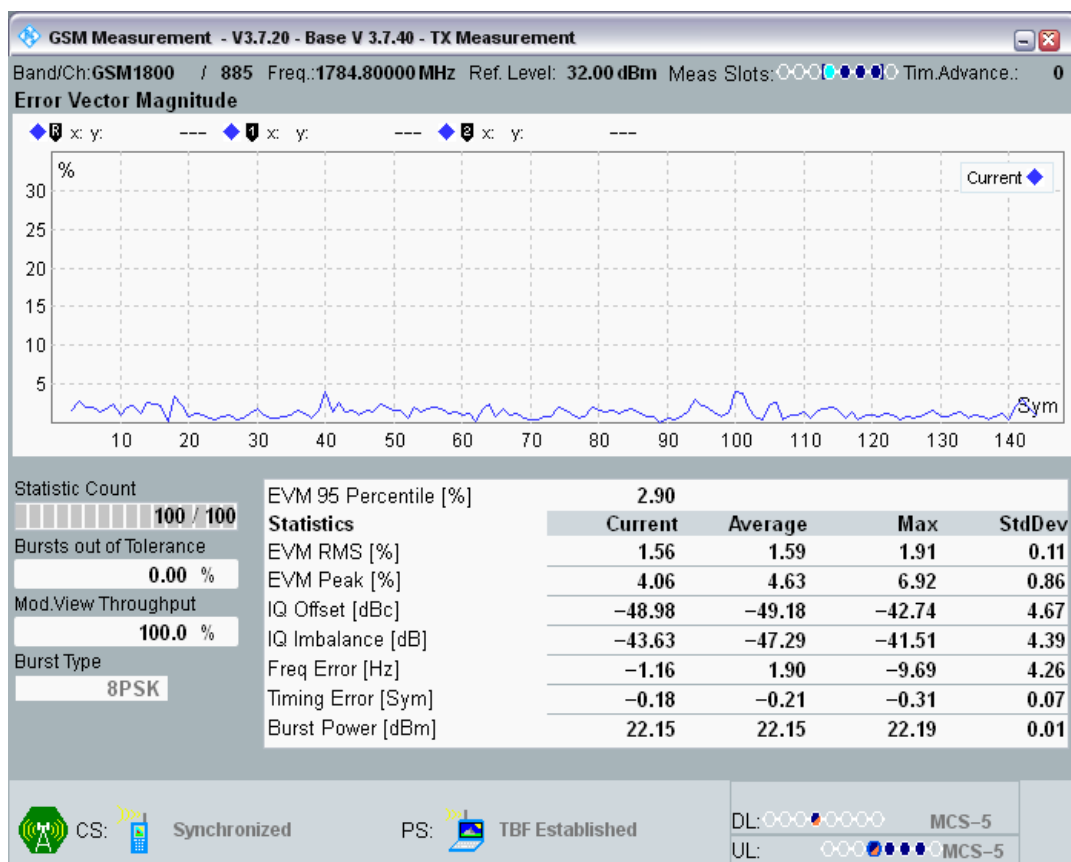 GSM Measurement - V3.7.20 - Base V 3.7.40 - TX Measurement
Band/Ch:GSM1800 / 885 Freq.:1784.80000 MHz Ref. Level: 32.00 dBm Meas Slots: Tim.Advance.: 0
Error Vector Magnitude
R x: y: --- 1 x: y: --- 2 x: y: ---
%
Current
30
25
20
15
10
5
Sym
10 20 30 40 50 60 70 80 90 100 110 120 130 140
Statistic Count
100 / 100
Bursts out of Tolerance
0.00 %
Mod.View Throughput
100.0 %
Burst Type
8PSK
EVM 95 Percentile [%] 2.90
Statistics Current Average Max StdDev
EVM RMS [%] 1.56 1.59 1.91 0.11
EVM Peak [%] 4.06 4.63 6.92 0.86
IQ Offset [dBc] −48.98 −49.18 −42.74 4.67
IQ Imbalance [dB] −43.63 −47.29 −41.51 4.39
Freq Error [Hz] −1.16 1.90 −9.69 4.26
Timing Error [Sym] −0.18 −0.21 −0.31 0.07
Burst Power [dBm] 22.15 22.15 22.19 0.01
CS: Synchronized PS: TBF Established
DL: MCS−5
UL: MCS−5